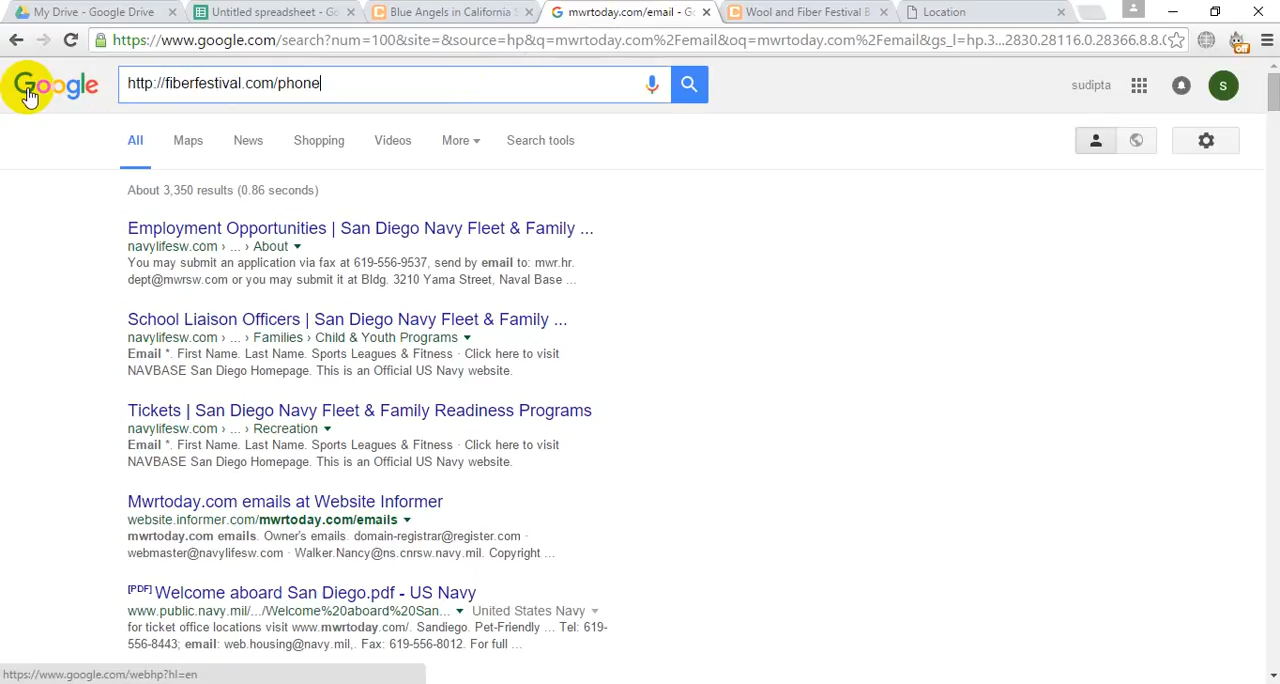 My Drive - Google Drive
Untitled spreadsheet - Go
Blue Angels in California S
mwrtoday.com/email - Go
Wool and Fiber Festival B
Location
https://www.google.com/search?num=100&site=&source=hp&q=mwrtoday.com%2Femail&oq=mwrtoday.com%2Femail&gs_l=hp.3...2830.28116.0.28366.8.8.0
off
Google
http://fiberfestival.com/phone
sudipta
S
All
Maps
News
Shopping
Videos
More
Search tools
About 3,350 results (0.86 seconds)
Employment Opportunities | San Diego Navy Fleet & Family ...
navylifesw.com › ... › About
You may submit an application via fax at 619-556-9537, send by email to: mwr.hr.
dept@mwrsw.com or you may submit it at Bldg. 3210 Yama Street, Naval Base ...
School Liaison Officers | San Diego Navy Fleet & Family ...
navylifesw.com › ... › Families › Child & Youth Programs
Email *. First Name. Last Name. Sports Leagues & Fitness · Click here to visit
NAVBASE San Diego Homepage. This is an Official US Navy website.
Tickets | San Diego Navy Fleet & Family Readiness Programs
navylifesw.com › ... › Recreation
Email *. First Name. Last Name. Sports Leagues & Fitness · Click here to visit
NAVBASE San Diego Homepage. This is an Official US Navy website.
Mwrtoday.com emails at Website Informer
website.informer.com/mwrtoday.com/emails
mwrtoday.com emails. Owner's emails. domain-registrar@register.com ·
webmaster@navylifesw.com · Walker.Nancy@ns.cnrsw.navy.mil. Copyright ...
[PDF] Welcome aboard San Diego.pdf - US Navy
www.public.navy.mil/.../Welcome%20aboard%20San... United States Navy
for ticket office locations visit www.mwrtoday.com/. Sandiego. Pet-Friendly ... Tel: 619-
556-8443; email: web.housing@navy.mil,. Fax: 619-556-8012. For full ...
https://www.google.com/webhp?hl=en